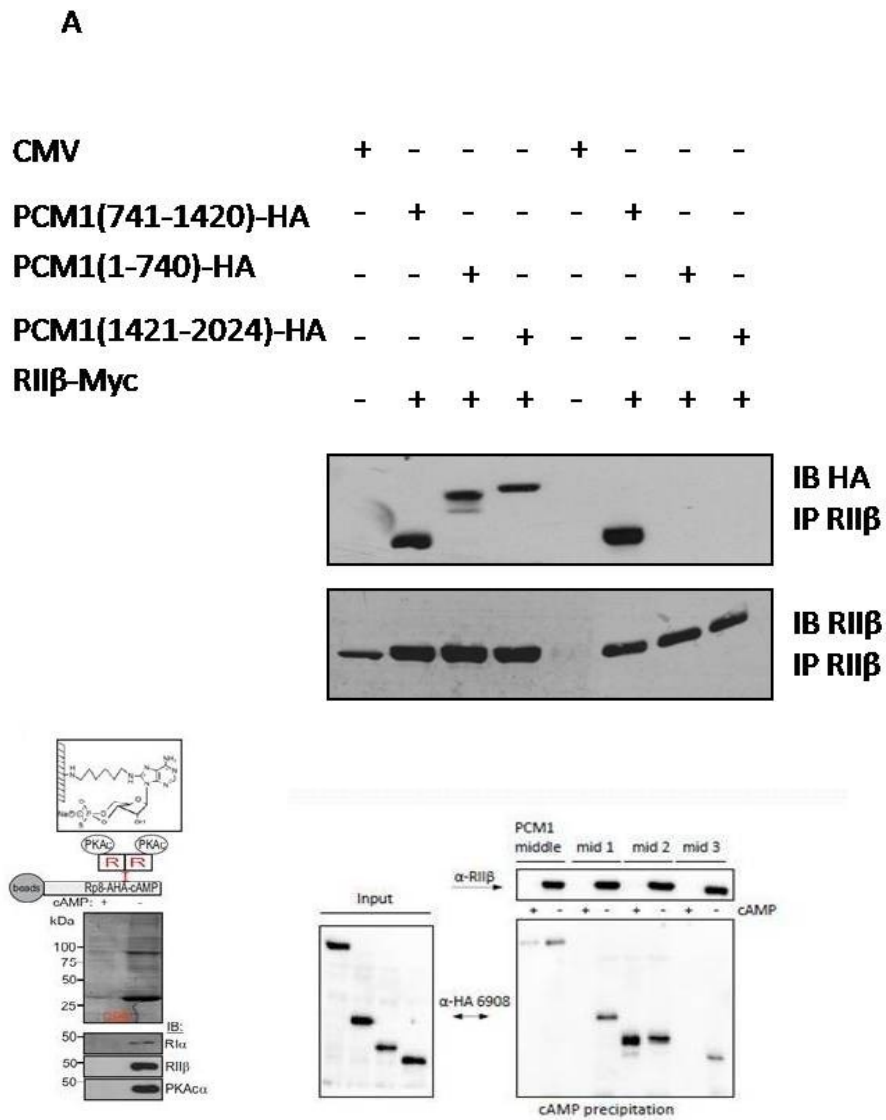 A
CMV + - - - + - - -
PCM1(741-1420)-HA - + - - - + - -
PCM1(1-740)-HA - - + - - - + -
PCM1(1421-2024)-HA - - - + - - - +
RIIβ-Myc - + + + - + + +
IB HA
IP RIIβ
IB RIIβ
IP RIIβ
PKAc PKAc
R R
beads Rp8-AHA-cAMP
cAMP: + -
kDa
100
75
50
25
IB:
50 RIα
50 RIIβ
50 PKAcα
PCM1
middle mid 1 mid 2 mid 3
α-RIIβ
+ - + - + - + - cAMP
Input
α-HA 6908
cAMP precipitation